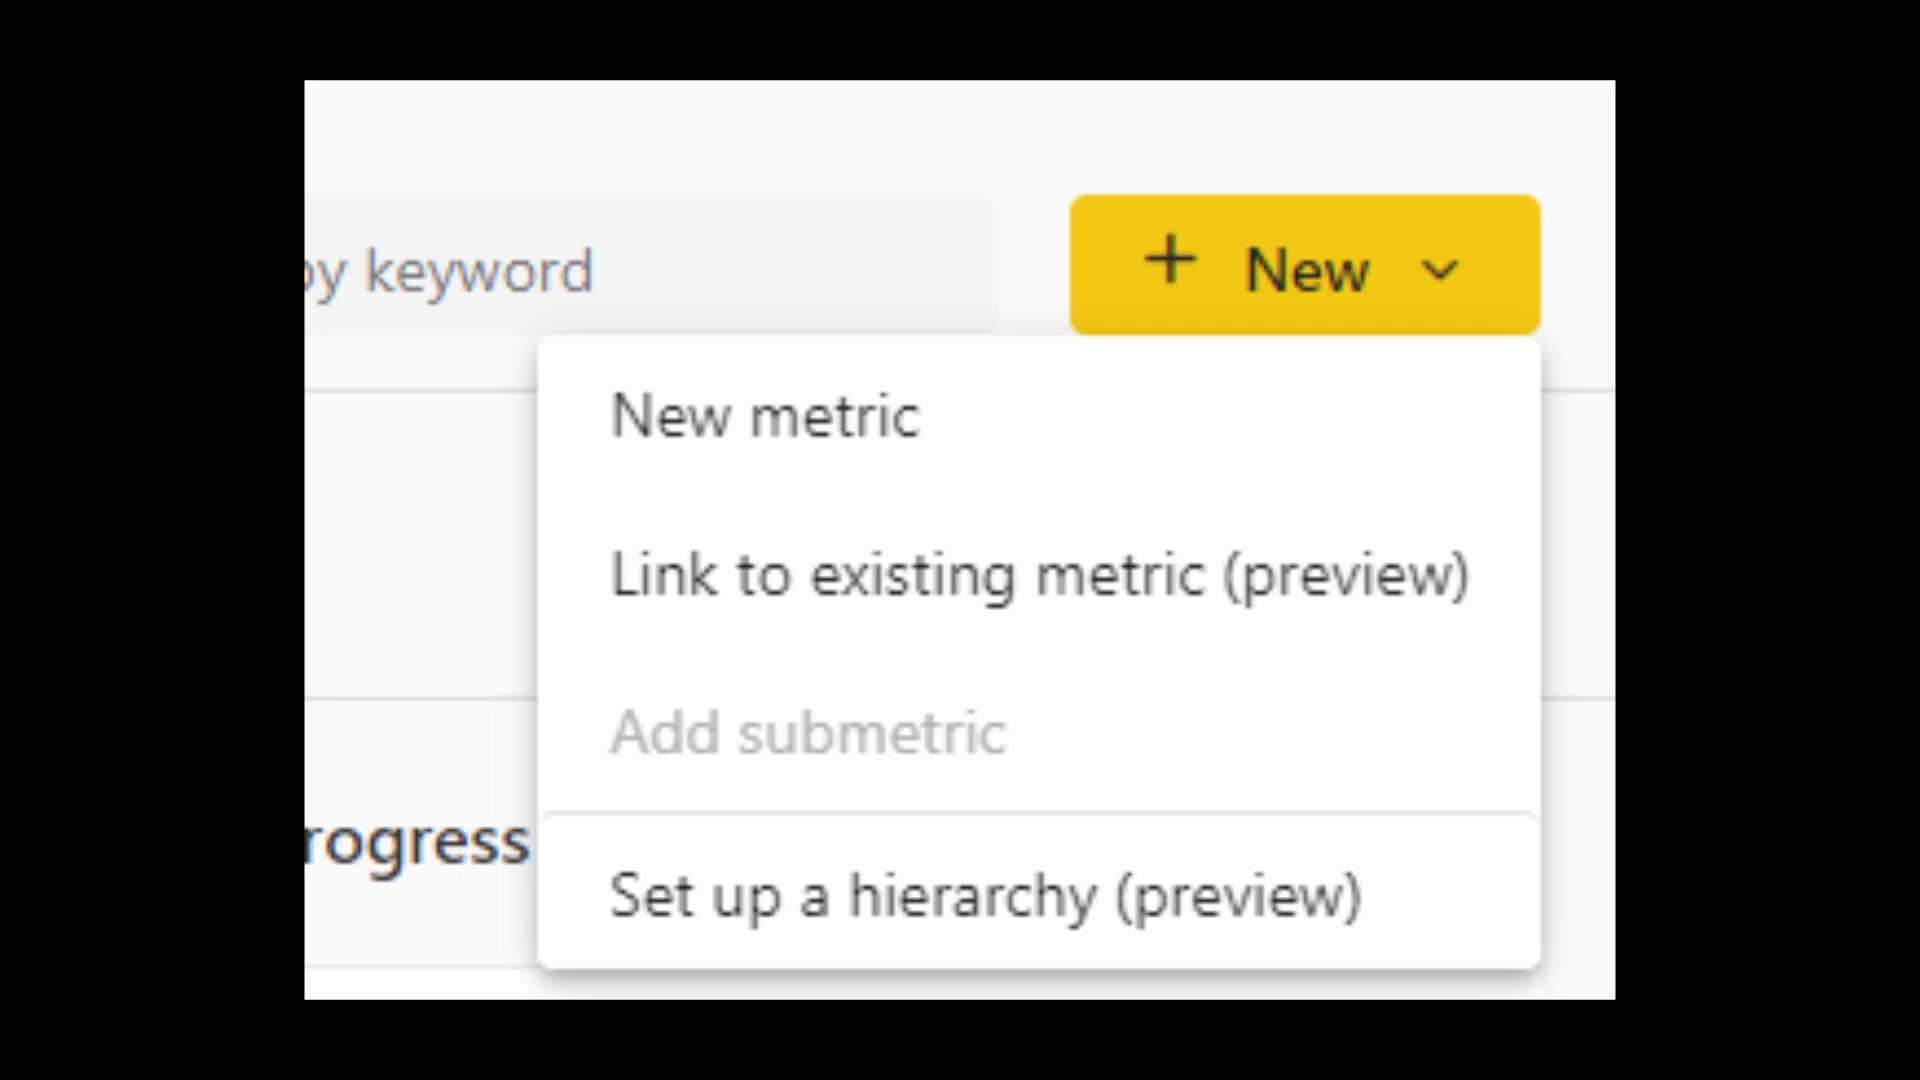 by keyword
+ New
New metric
Link to existing metric (preview)
Add submetric
rogress
Set up a hierarchy (preview)